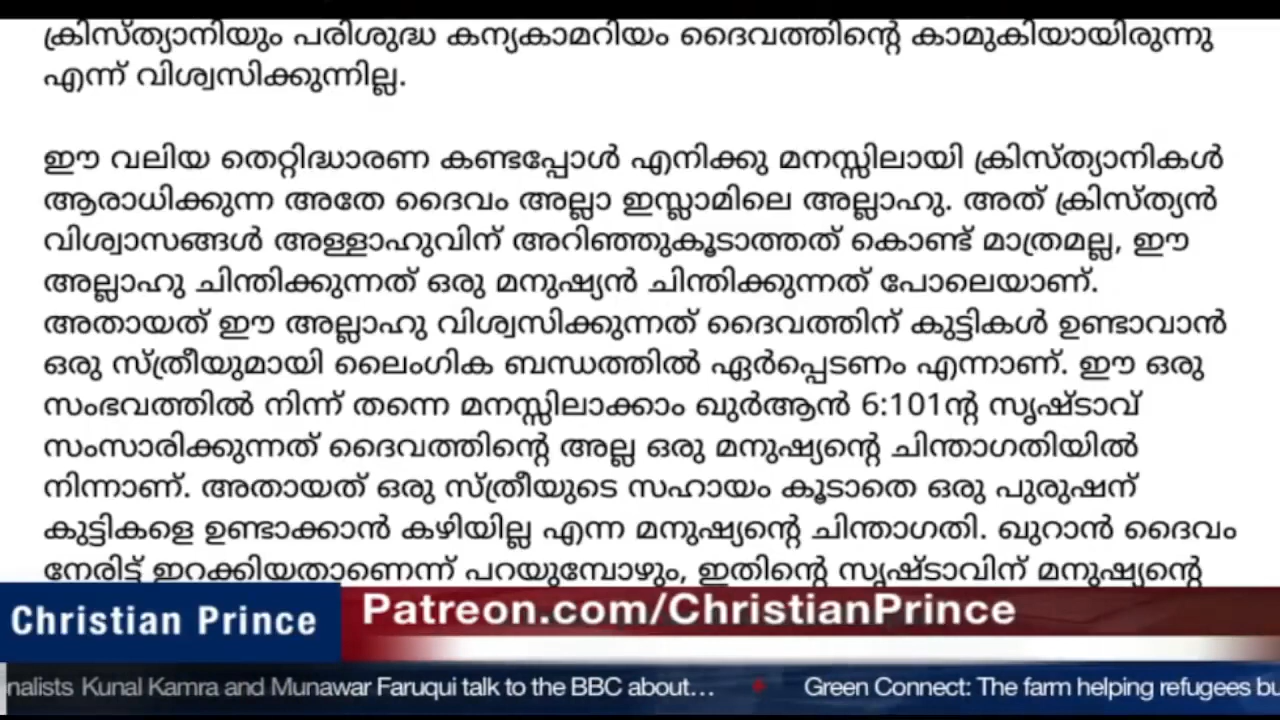 ക്രിസ്ത്യാനിയും പരിശുദ്ധ കന്യകാമറിയം ദൈവത്തിന്റെ കാമുകിയായിരുന്നു
എന്ന് വിശ്വസിക്കുന്നില്ല.
ഈ വലിയ തെറ്റിദ്ധാരണ കണ്ടപ്പോൾ എനിക്കു മനസ്സിലായി ക്രിസ്ത്യാനികൾ
ആരാധിക്കുന്ന അതേ ദൈവം അല്ലാ ഇസ്ലാമിലെ അല്ലാഹു. അത് ക്രിസ്ത്യൻ
വിശ്വാസങ്ങൾ അള്ളാഹുവിന് അറിഞ്ഞുകൂടാത്തത് കൊണ്ട് മാത്രമല്ല, ഈ
അല്ലാഹു ചിന്തിക്കുന്നത് ഒരു മനുഷ്യൻ ചിന്തിക്കുന്നത് പോലെയാണ്.
അതായത് ഈ അല്ലാഹു വിശ്വസിക്കുന്നത് ദൈവത്തിന് കുട്ടികൾ ഉണ്ടാവാൻ
ഒരു സ്ത്രീയുമായി ലൈംഗിക ബന്ധത്തിൽ ഏർപ്പെടണം എന്നാണ്. ഈ ഒരു
സംഭവത്തിൽ നിന്ന് തന്നെ മനസ്സിലാക്കാം ഖുർആൻ 6:101ന്റ സൃഷ്ടാവ്
സംസാരിക്കുന്നത് ദൈവത്തിന്റെ അല്ല ഒരു മനുഷ്യന്റെ ചിന്താഗതിയിൽ
നിന്നാണ്. അതായത് ഒരു സ്ത്രീയുടെ സഹായം കൂടാതെ ഒരു പുരുഷന്
കുട്ടികളെ ഉണ്ടാക്കാൻ കഴിയില്ല എന്ന മനുഷ്യന്റെ ചിന്താഗതി. ഖുറാൻ ദൈവം
നേരിട്ട് ഇറക്കിയതാണെന്ന് പറയുമ്പോഴും, ഇതിന്റെ സൃഷ്ടാവിന് മനുഷ്യന്റെ
Christian Prince
Patreon.com/ChristianPrince
nalists Kunal Kamra and Munawar Faruqui talk to the BBC about… Green Connect: The farm helping refugees bu